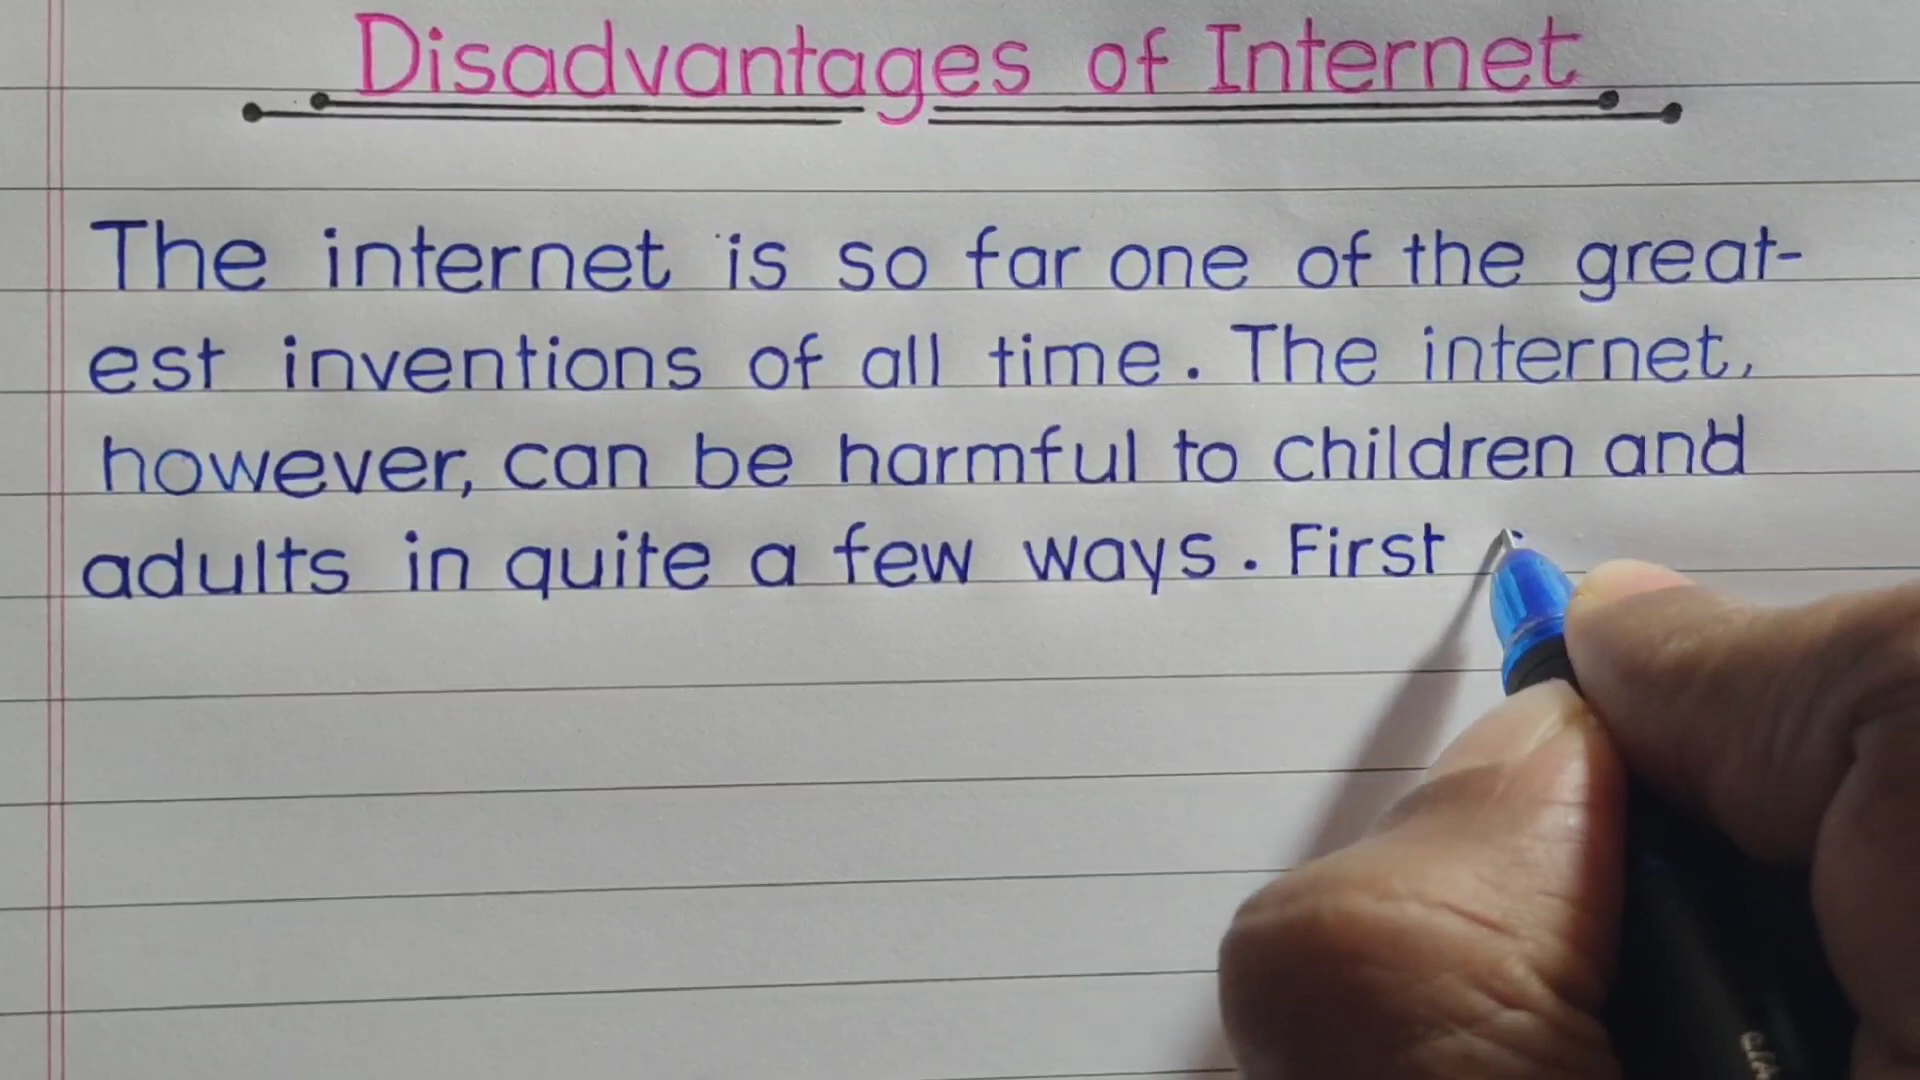 Disadvantages of Internet
The internet is so far one of the great-
est inventions of all time. The internet,
however, can be harmful to children and
adults in quite a few ways. First